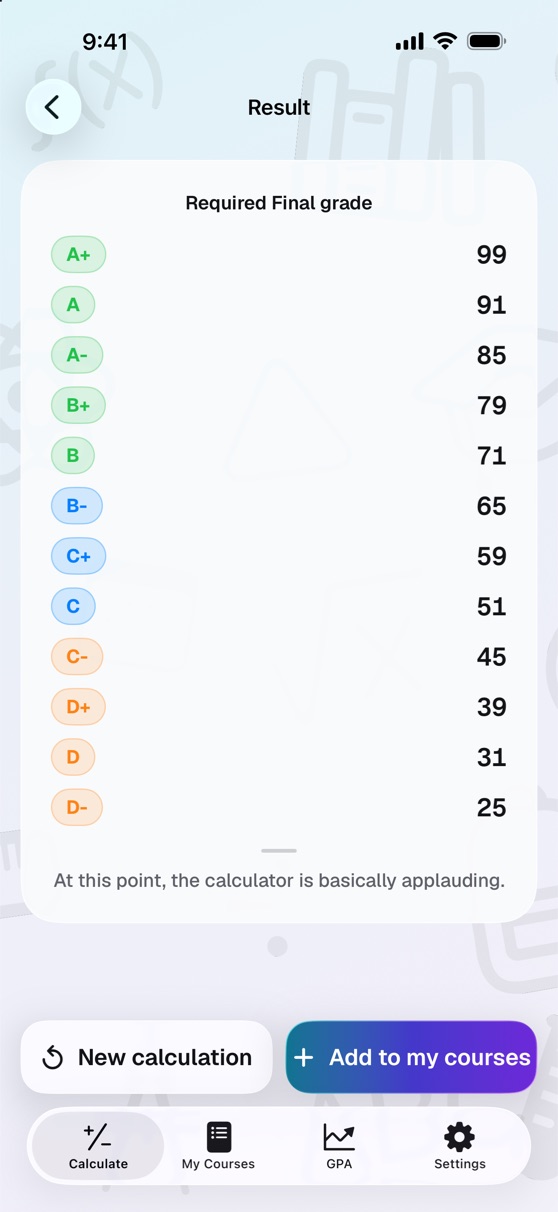 9:41
Result
Required Final grade
A+ 99
A 91
A- 85
B+ 79
B 71
B- 65
C+ 59
C 51
C- 45
D+ 39
D 31
D- 25
At this point, the calculator is basically applauding.
New calculation
+ Add to my courses
Calculate My Courses GPA Settings